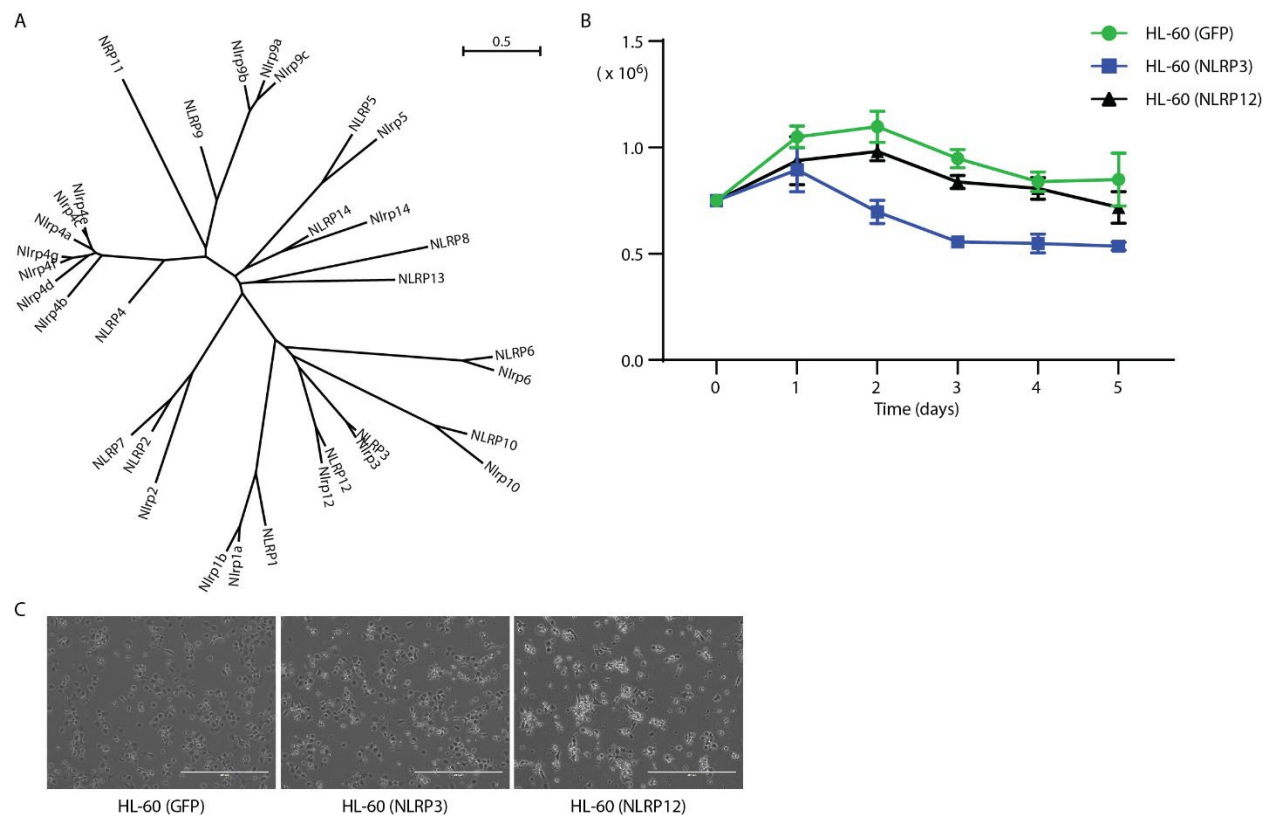 A
NRP11
Nlrp9b
Nlrp9a
Nlrp9c
NLRP9
0.5
NLRP5
Nlrp5
NLRP14
Nlrp14
NLRP8
NLRP13
Nlrp4e
Nlrp4c
Nlrp4a
Nlrp4g
Nlrp4f
Nlrp4d
Nlrp4b
NLRP4
NLRP6
Nlrp6
NLRP10
Nlrp10
NLRP3
Nlrp3
NLRP12
Nlrp12
NLRP7
NLRP2
Nlrp2
NLRP1
Nlrp1a
Nlrp1b
B
1.5
(x 10⁶)
1.0
0.5
0.0
0 1 2 3 4 5
Time (days)
HL-60 (GFP)
HL-60 (NLRP3)
HL-60 (NLRP12)
C
HL-60 (GFP)
HL-60 (NLRP3)
HL-60 (NLRP12)